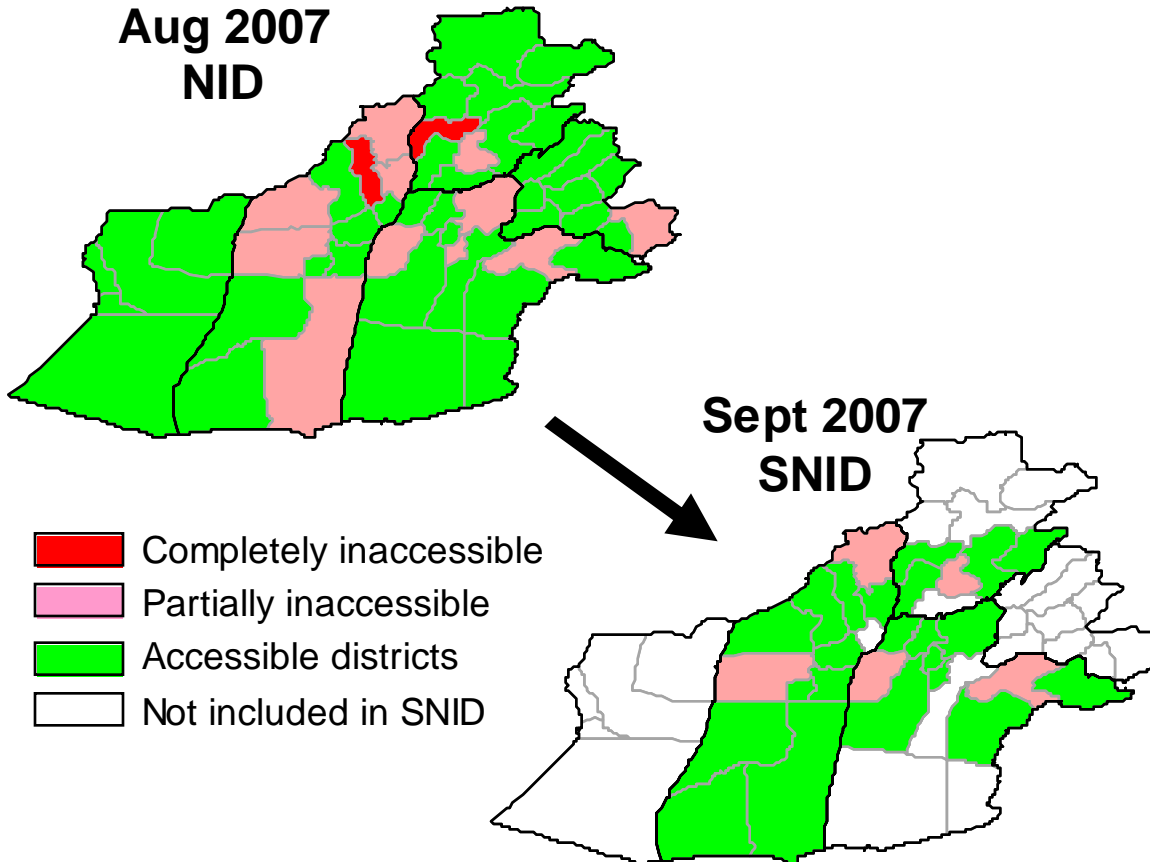 Aug 2007
NID
Sept 2007
SNID
Completely inaccessible
Partially inaccessible
Accessible districts
Not included in SNID